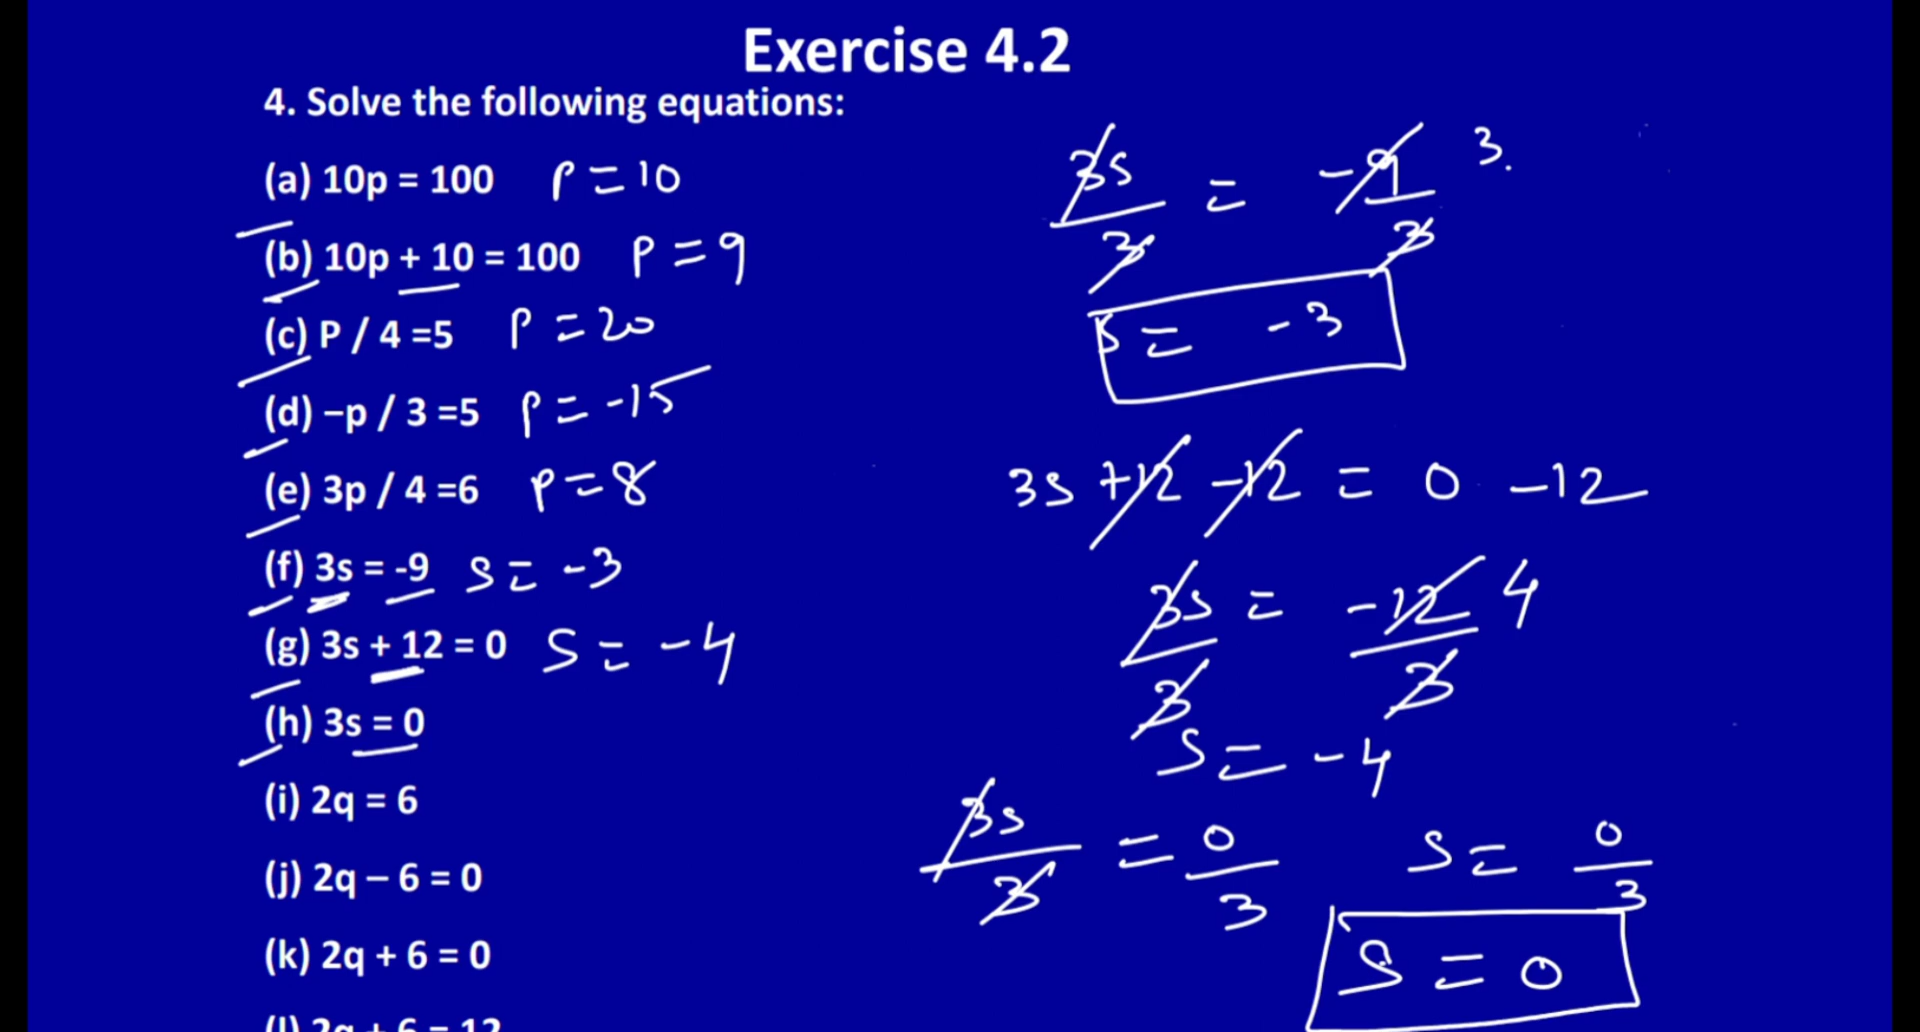 Exercise 4.2
4. Solve the following equations:
(a) 10p = 100 p = 10
(b) 10p + 10 = 100 p = 9
(c) P / 4 =5 p = 20
(d) –p / 3 =5 p = -15
(e) 3p / 4 =6 p = 8
(f) 3s = -9 s = -3
(g) 3s + 12 = 0 s = -4
(h) 3s = 0
(i) 2q = 6
(j) 2q – 6 = 0
(k) 2q + 6 = 0
(l) 2q + 6 = 12
3s = -9 3.
3 3
s = -3
3s +12 -12 = 0 -12
3s = -12 4
3 3
s = -4
3s = 0 s = 0
3 3 3
s = 0